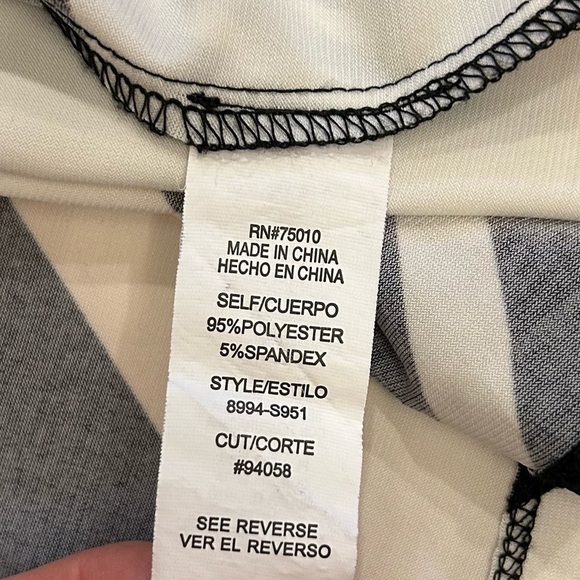 RN#75010
MADE IN CHINA
HECHO EN CHINA
SELF/CUERPO
95%POLYESTER
5%SPANDEX
STYLE/ESTILO
8994-S951
CUT/CORTE
#94058
SEE REVERSE
VER EL REVERSO